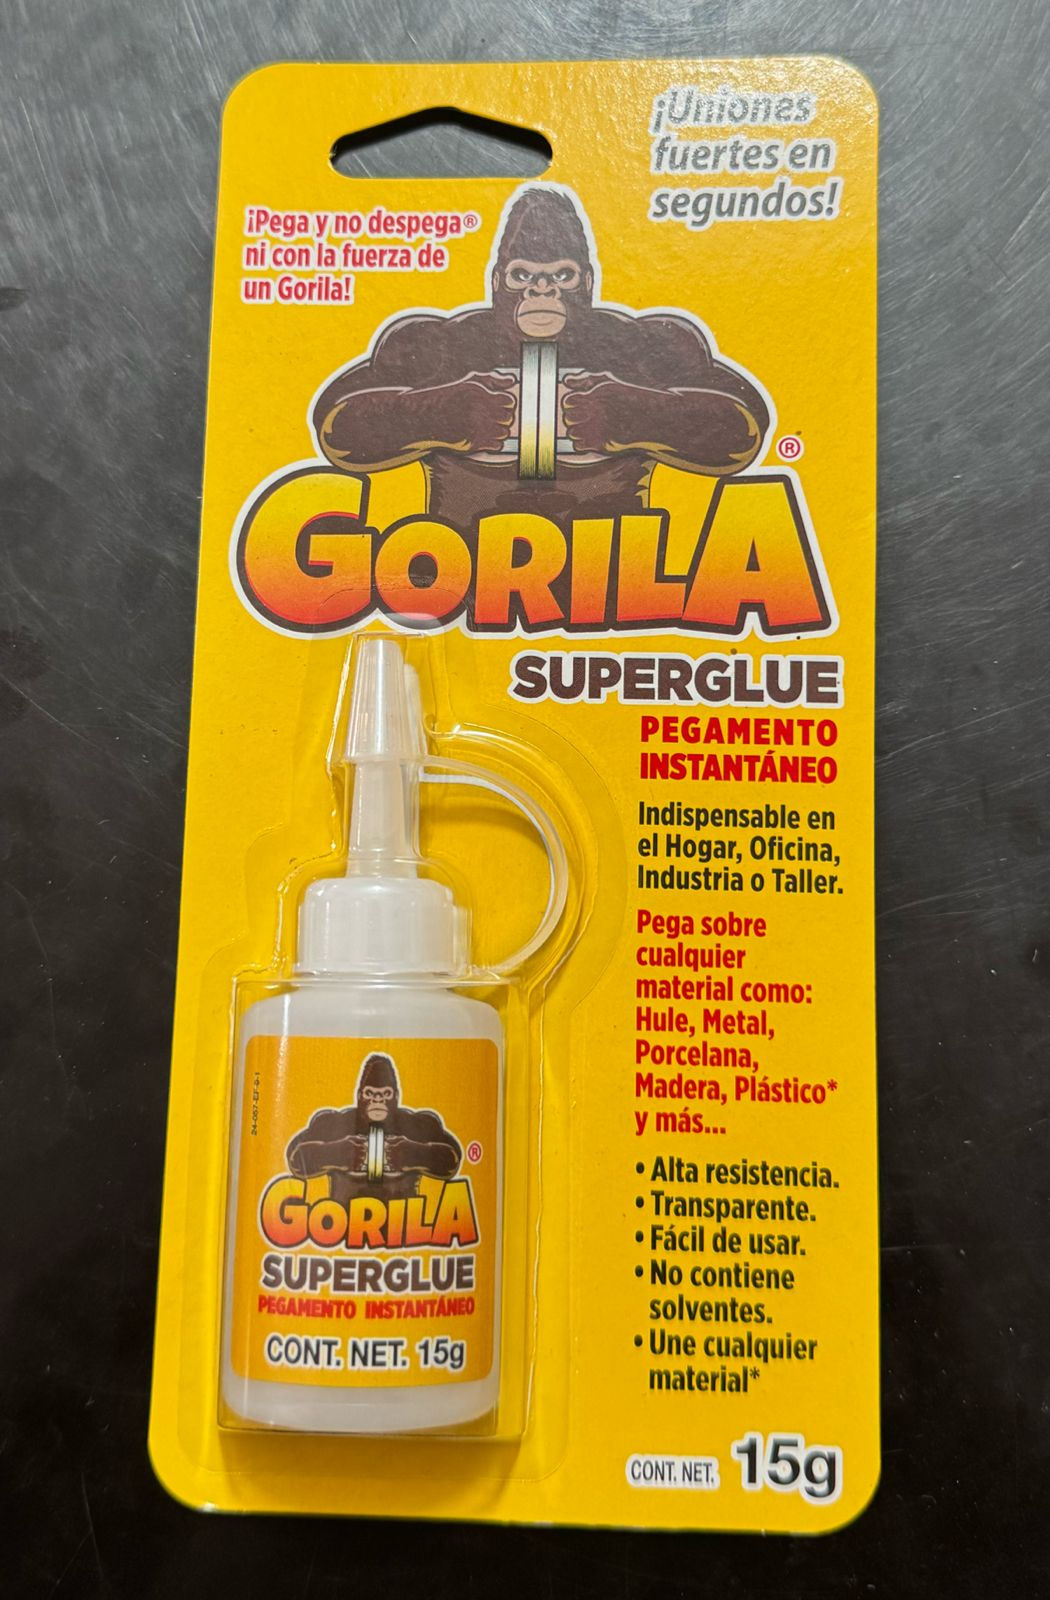 ¡Uniones
fuertes en
segundos!
¡Pega y no despega®
ni con la fuerza de
un Gorila!
GORILA®
SUPERGLUE
PEGAMENTO
INSTANTÁNEO
Indispensable en
el Hogar, Oficina,
Industria o Taller.
Pega sobre
cualquier
material como:
Hule, Metal,
Porcelana,
Madera, Plástico*
y más...
• Alta resistencia.
• Transparente.
• Fácil de usar.
• No contiene
solventes.
• Une cualquier
material*
CONT. NET. 15g
GORILA®
SUPERGLUE
PEGAMENTO INSTANTÁNEO
CONT. NET. 15g